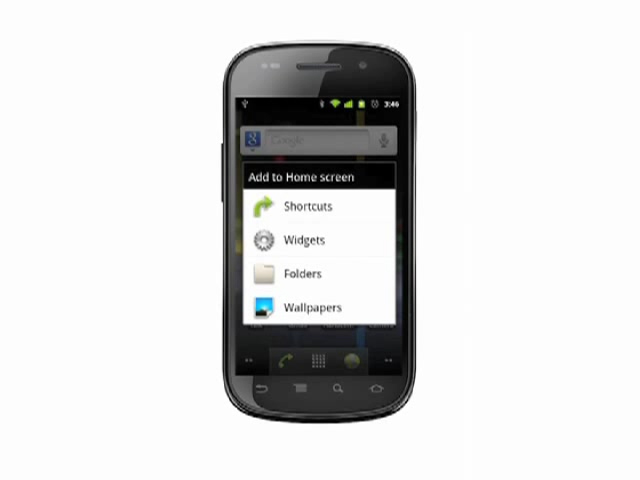 3:46
Google
Add to Home screen
Shortcuts
Widgets
Folders
Wallpapers